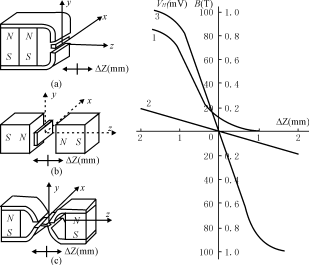 y
x
z
N N
S S
ΔZ(mm)
(a)
y
x
S N
S N
z
ΔZ(mm)
(b)
y
x
N
S
N
S
z
ΔZ(mm)
(c)
V_H(mV) B(T)
3
100 1.0
1
80 0.8
60 0.6
40 0.4
2
20 0.2
ΔZ(mm)
2 1 0 1 2
20 0.2
40 0.4
60 0.6
80 0.8
100 1.0